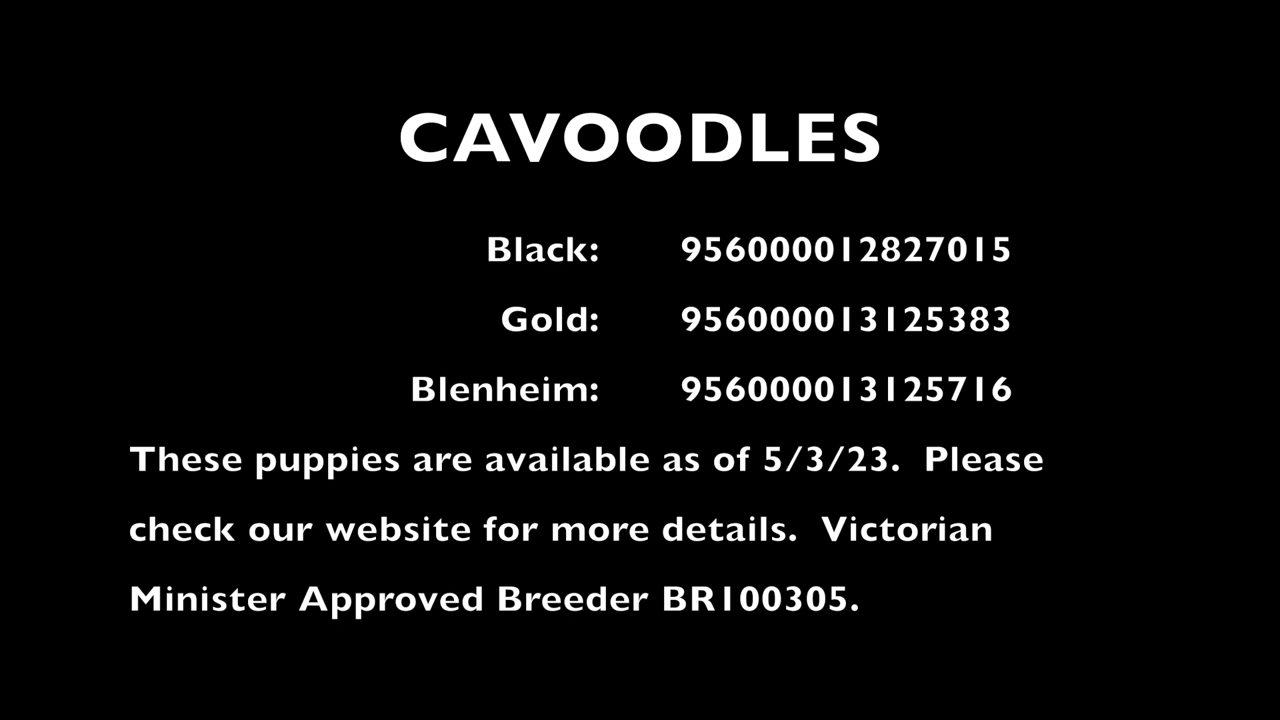 CAVOODLES
Black: 956000012827015
Gold: 956000013125383
Blenheim: 956000013125716
These puppies are available as of 5/3/23.  Please
check our website for more details.  Victorian
Minister Approved Breeder BR100305.